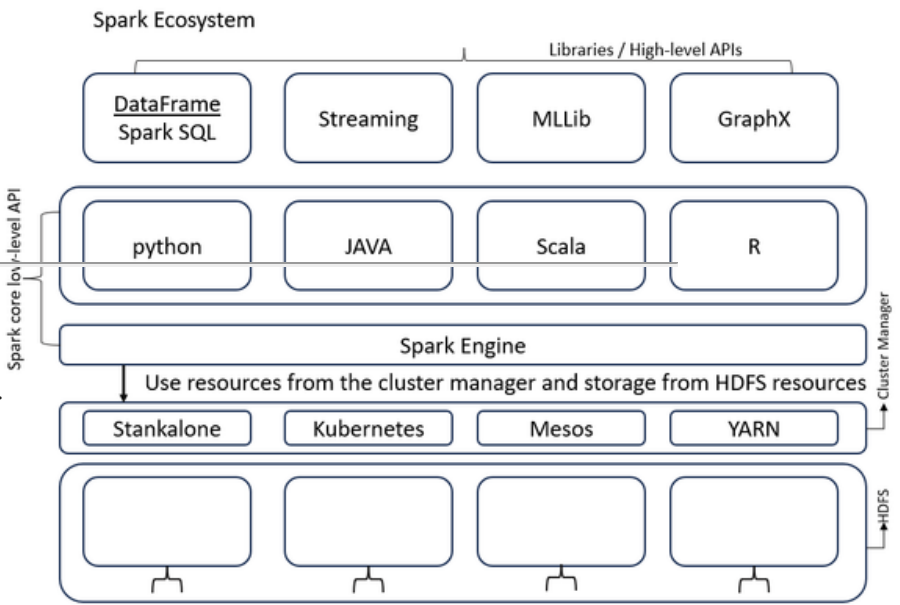 Spark Ecosystem
Libraries / High-level APIs
DataFrame
Spark SQL
Streaming
MLLib
GraphX
Spark core low-level API
python
JAVA
Scala
R
Spark Engine
Use resources from the cluster manager and storage from HDFS resources
Cluster Manager
Stankalone
Kubernetes
Mesos
YARN
HDFS